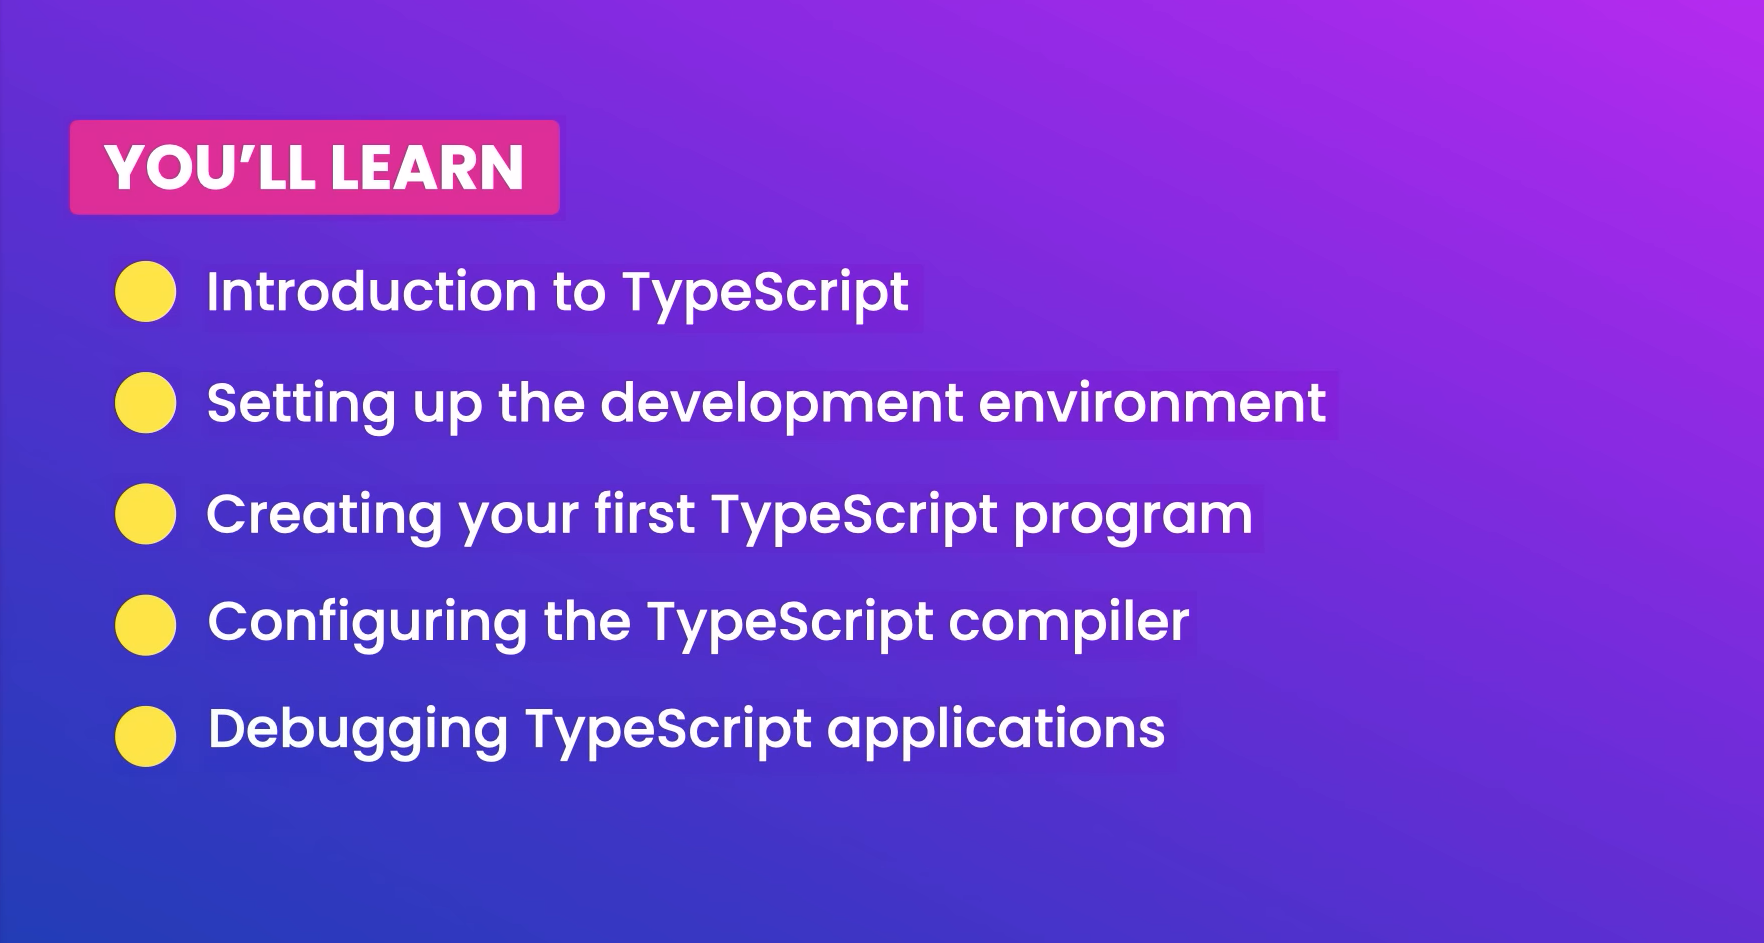 YOU’LL LEARN
Introduction to TypeScript
Setting up the development environment
Creating your first TypeScript program
Configuring the TypeScript compiler
Debugging TypeScript applications